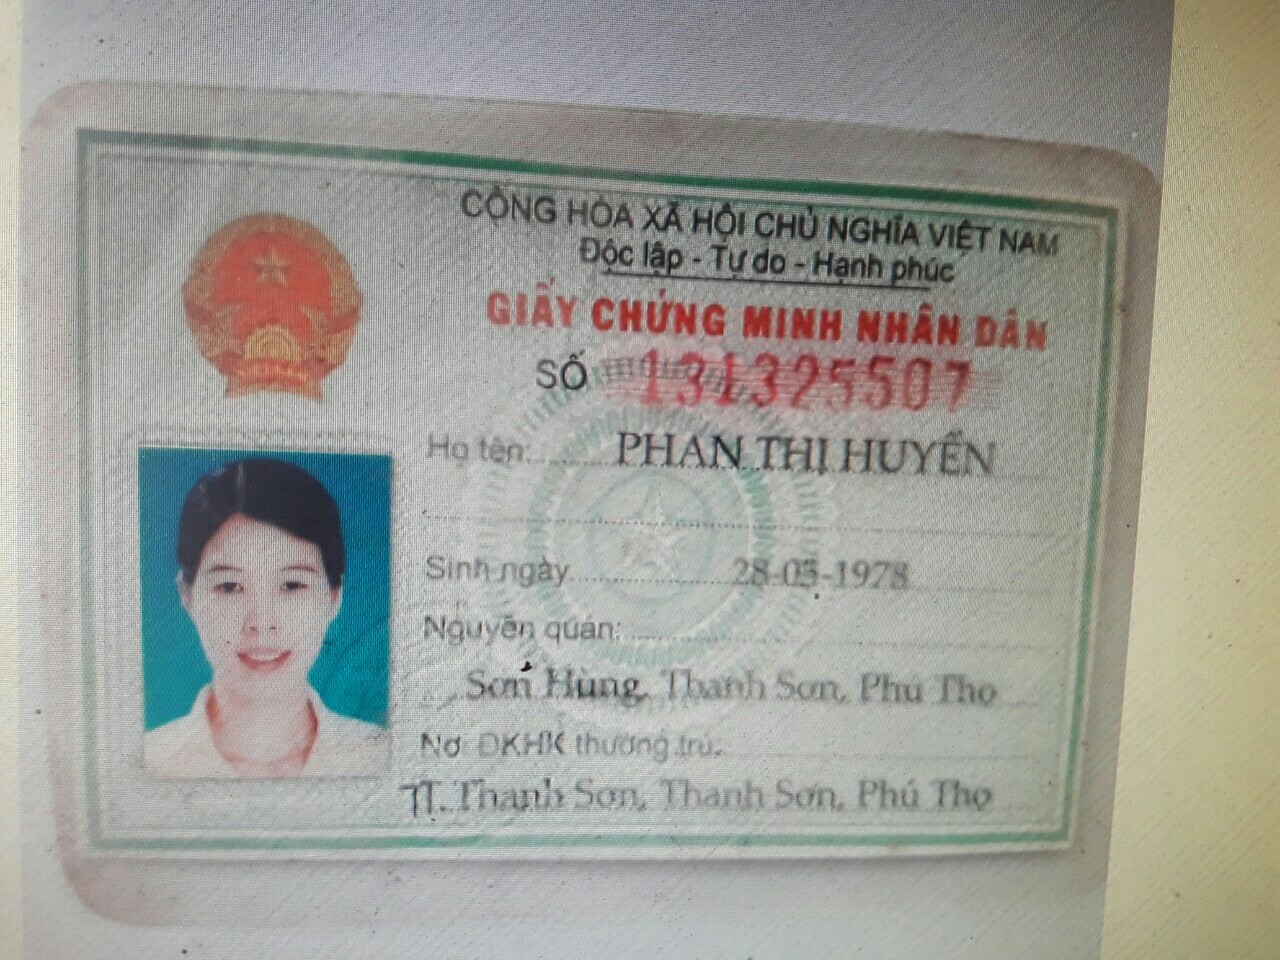 CỘNG HÒA XÃ HỘI CHỦ NGHĨA VIỆT NAM
Độc lập - Tự do - Hạnh phúc
GIẤY CHỨNG MINH NHÂN DÂN
SỐ 131325507
Họ tên: PHAN THỊ HUYỀN
Sinh ngày 28-05-1978
Nguyên quán:
Sơn Hùng, Thanh Sơn, Phú Thọ
Nơi ĐKHK thường trú:
TT. Thanh Sơn, Thanh Sơn, Phú Thọ